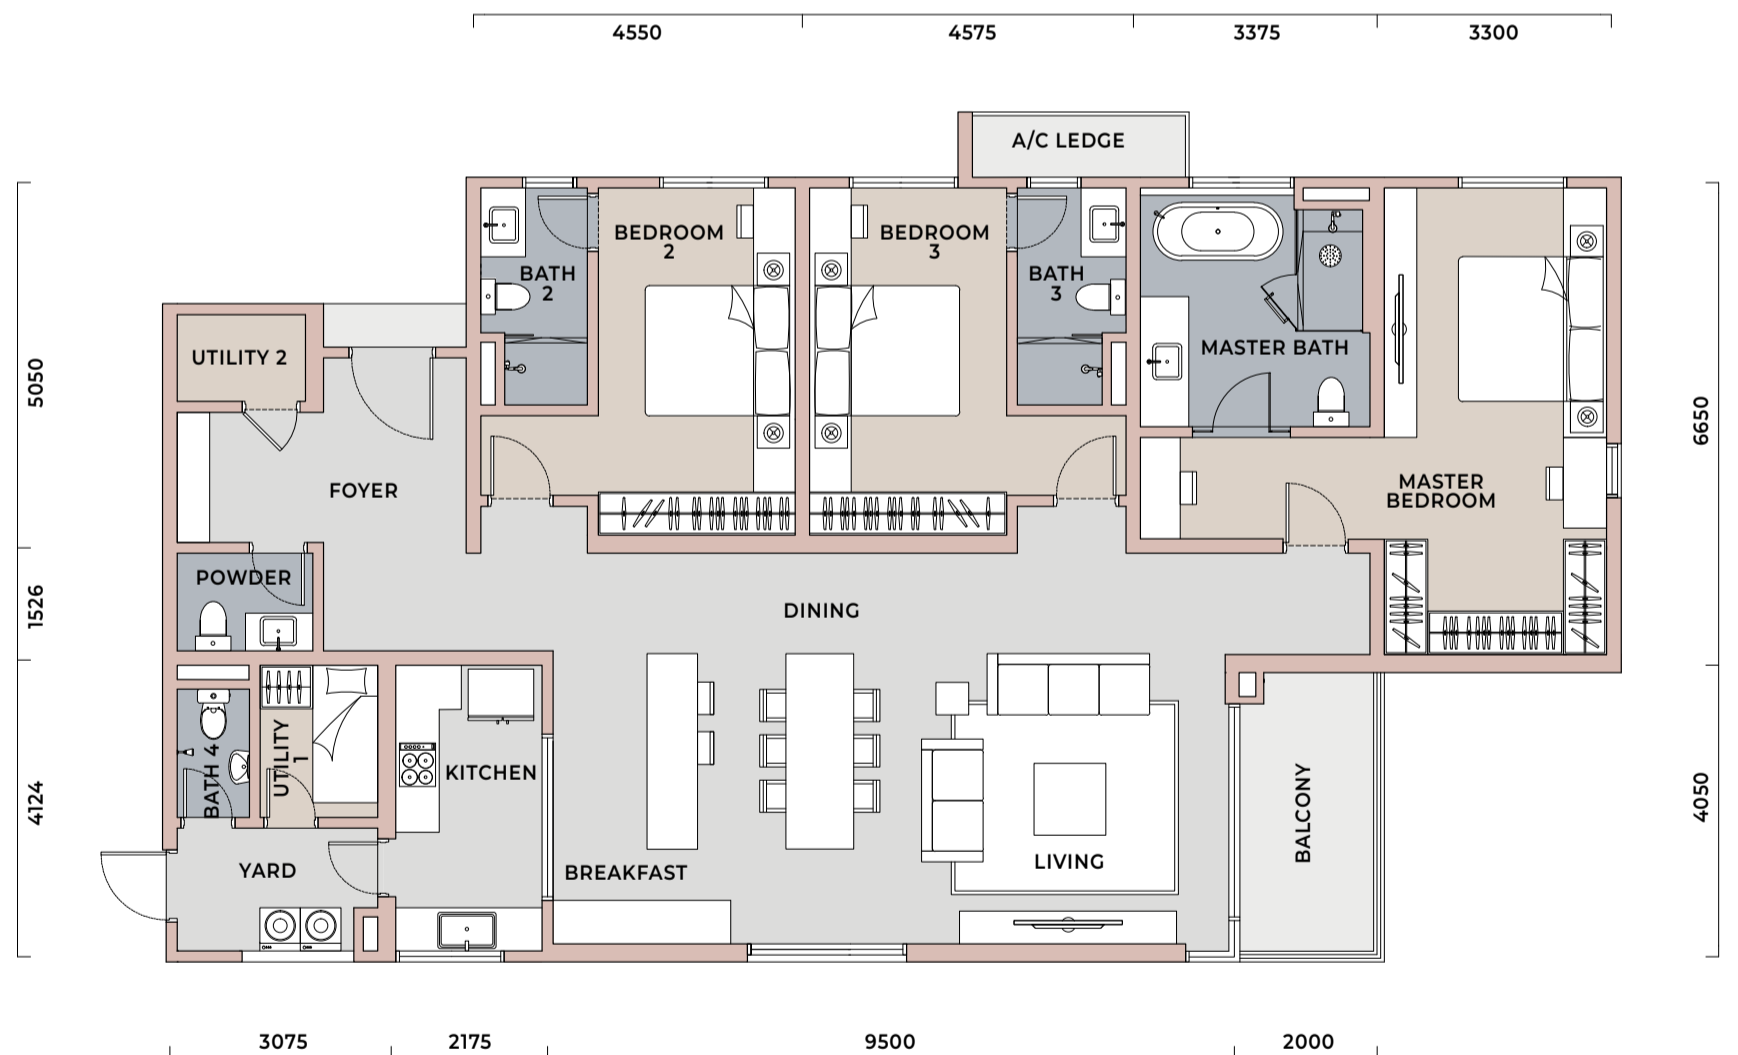 4550
4575
3375
3300
A/C LEDGE
BEDROOM
2
BEDROOM
3
BATH
2
BATH
3
MASTER BATH
UTILITY 2
5050
6650
FOYER
MASTER
BEDROOM
POWDER
1526
DINING
BATH 4
UTILITY
1
KITCHEN
4124
4050
BALCONY
YARD
BREAKFAST
LIVING
3075
2175
9500
2000